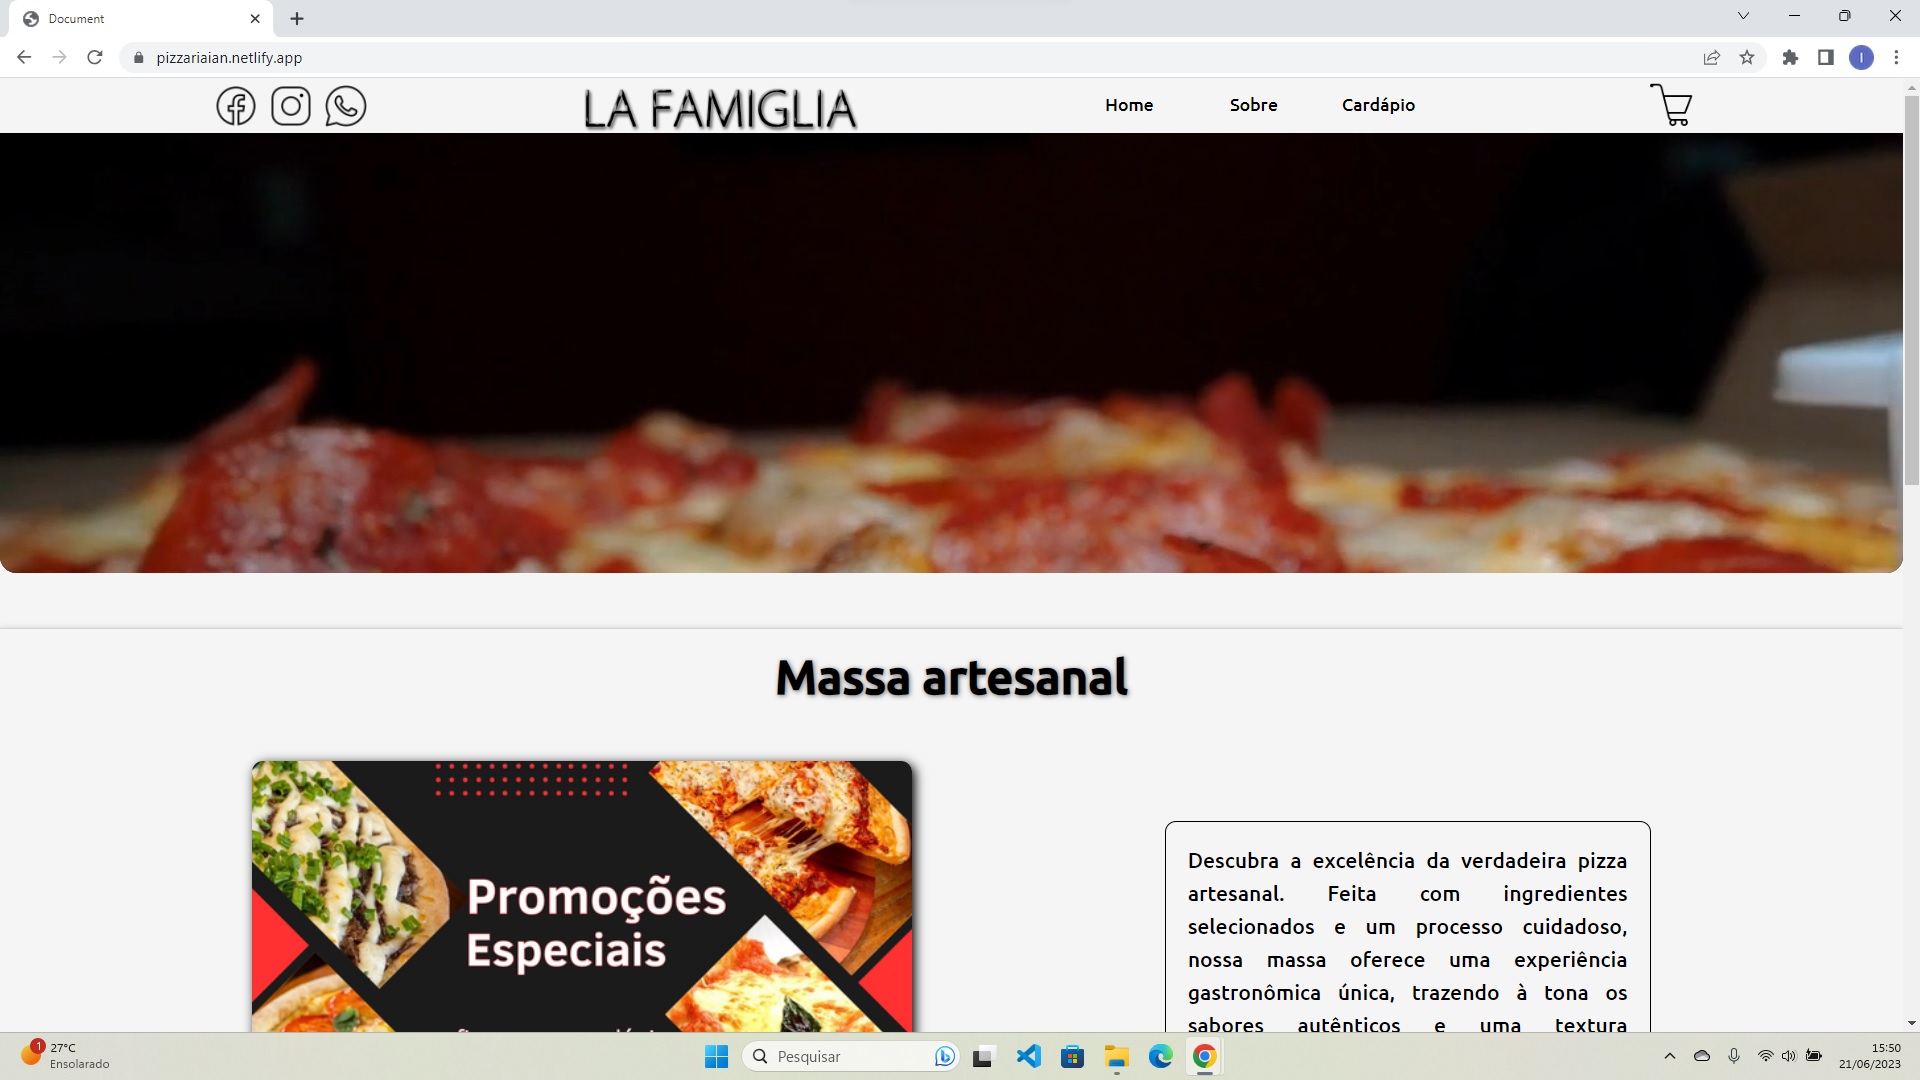 Document
pizzariaian.netlify.app
I
LA FAMIGLIA
Home
Sobre
Cardápio
Massa artesanal
Promoções
Especiais
Descubra a excelência da verdadeira pizza
artesanal. Feita com ingredientes
selecionados e um processo cuidadoso,
nossa massa oferece uma experiência
gastronômica única, trazendo à tona os
sabores autênticos e uma textura
1
27°C
Ensolarado
Pesquisar
15:50
21/06/2023